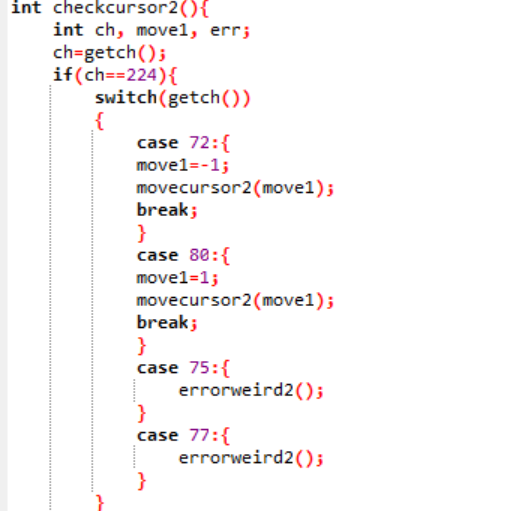 int checkcursor2(){
    int ch, move1, err;
    ch=getch();
    if(ch==224){
        switch(getch())
        {
            case 72:{
            move1=-1;
            movecursor2(move1);
            break;
            }
            case 80:{
            move1=1;
            movecursor2(move1);
            break;
            }
            case 75:{
                errorweird2();
            }
            case 77:{
                errorweird2();
            }
        }